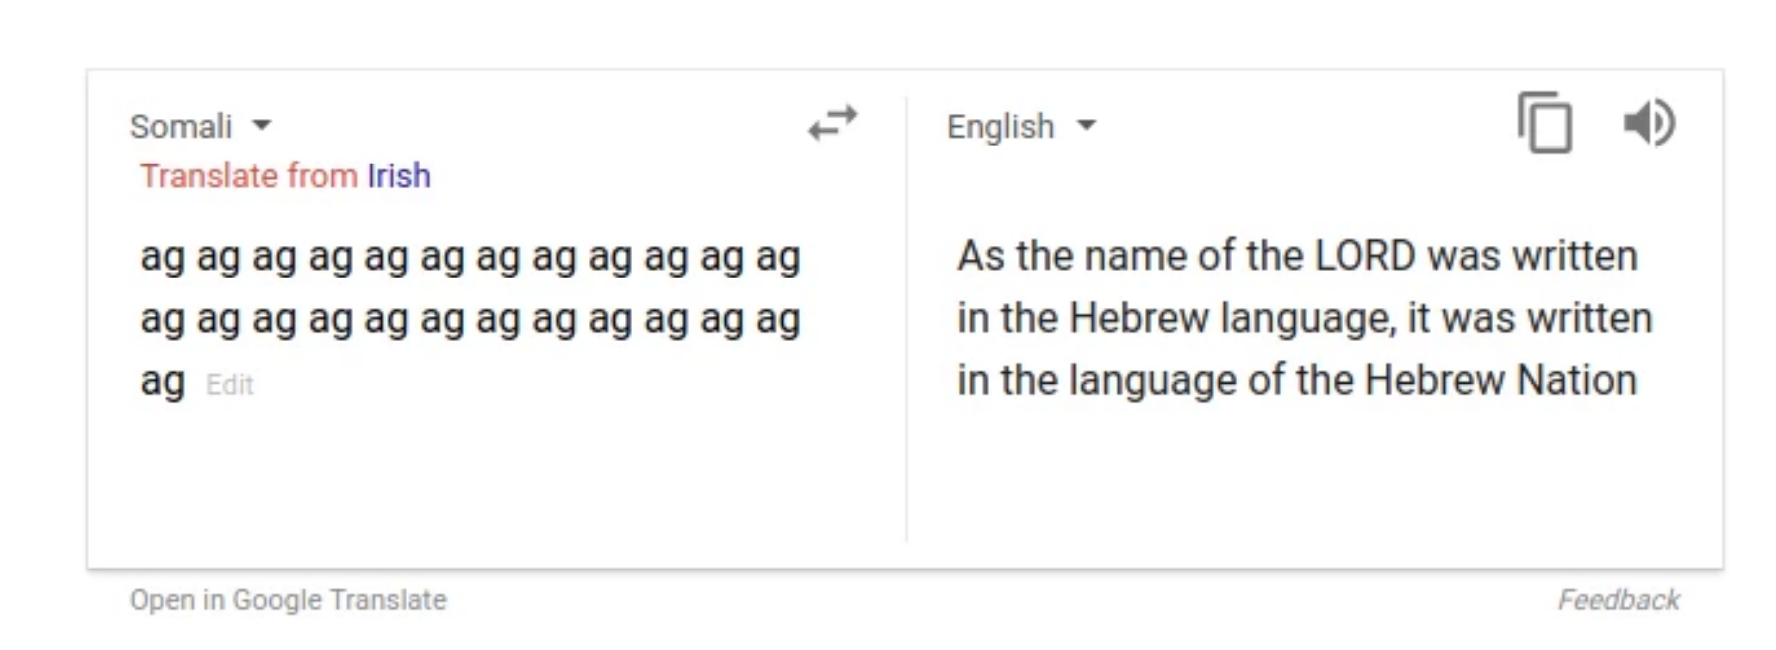 Somali
English
Translate from Irish
ag ag ag ag ag ag ag ag ag ag ag ag
ag ag ag ag ag ag ag ag ag ag ag ag
ag Edit
As the name of the LORD was written
in the Hebrew language, it was written
in the language of the Hebrew Nation
Open in Google Translate
Feedback